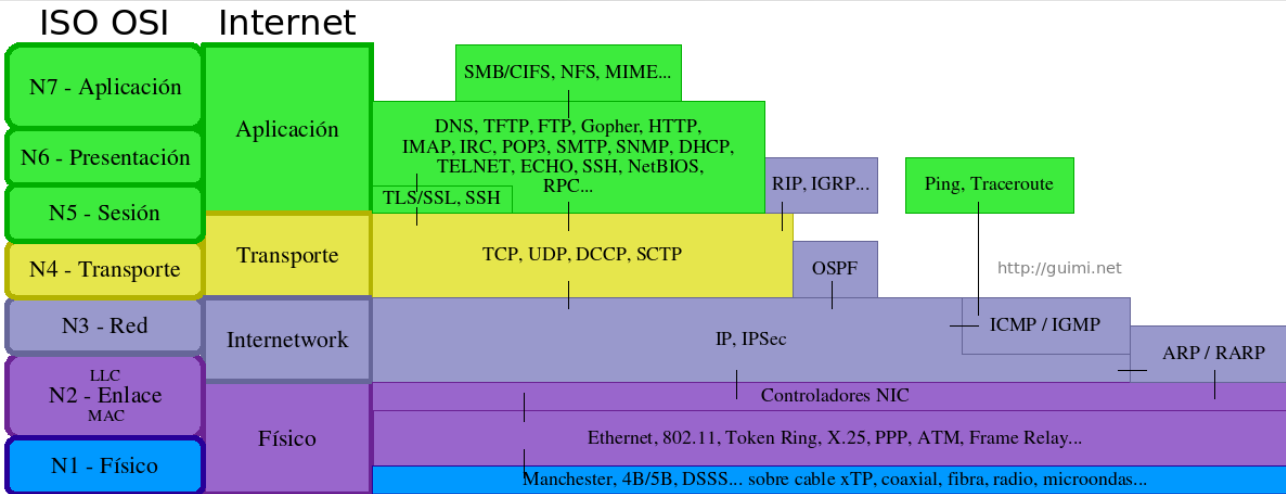 ISO OSI
Internet
N7 - Aplicación
N6 - Presentación
N5 - Sesión
N4 - Transporte
N3 - Red
LLC
N2 - Enlace
MAC
N1 - Físico
Aplicación
Transporte
Internetwork
Físico
SMB/CIFS, NFS, MIME...
DNS, TFTP, FTP, Gopher, HTTP,
IMAP, IRC, POP3, SMTP, SNMP, DHCP,
TELNET, ECHO, SSH, NetBIOS,
RPC...
TLS/SSL, SSH
RIP, IGRP...
Ping, Traceroute
TCP, UDP, DCCP, SCTP
OSPF
http://guimi.net
IP, IPSec
ICMP / IGMP
ARP / RARP
Controladores NIC
Ethernet, 802.11, Token Ring, X.25, PPP, ATM, Frame Relay...
Manchester, 4B/5B, DSSS... sobre cable xTP, coaxial, fibra, radio, microondas...